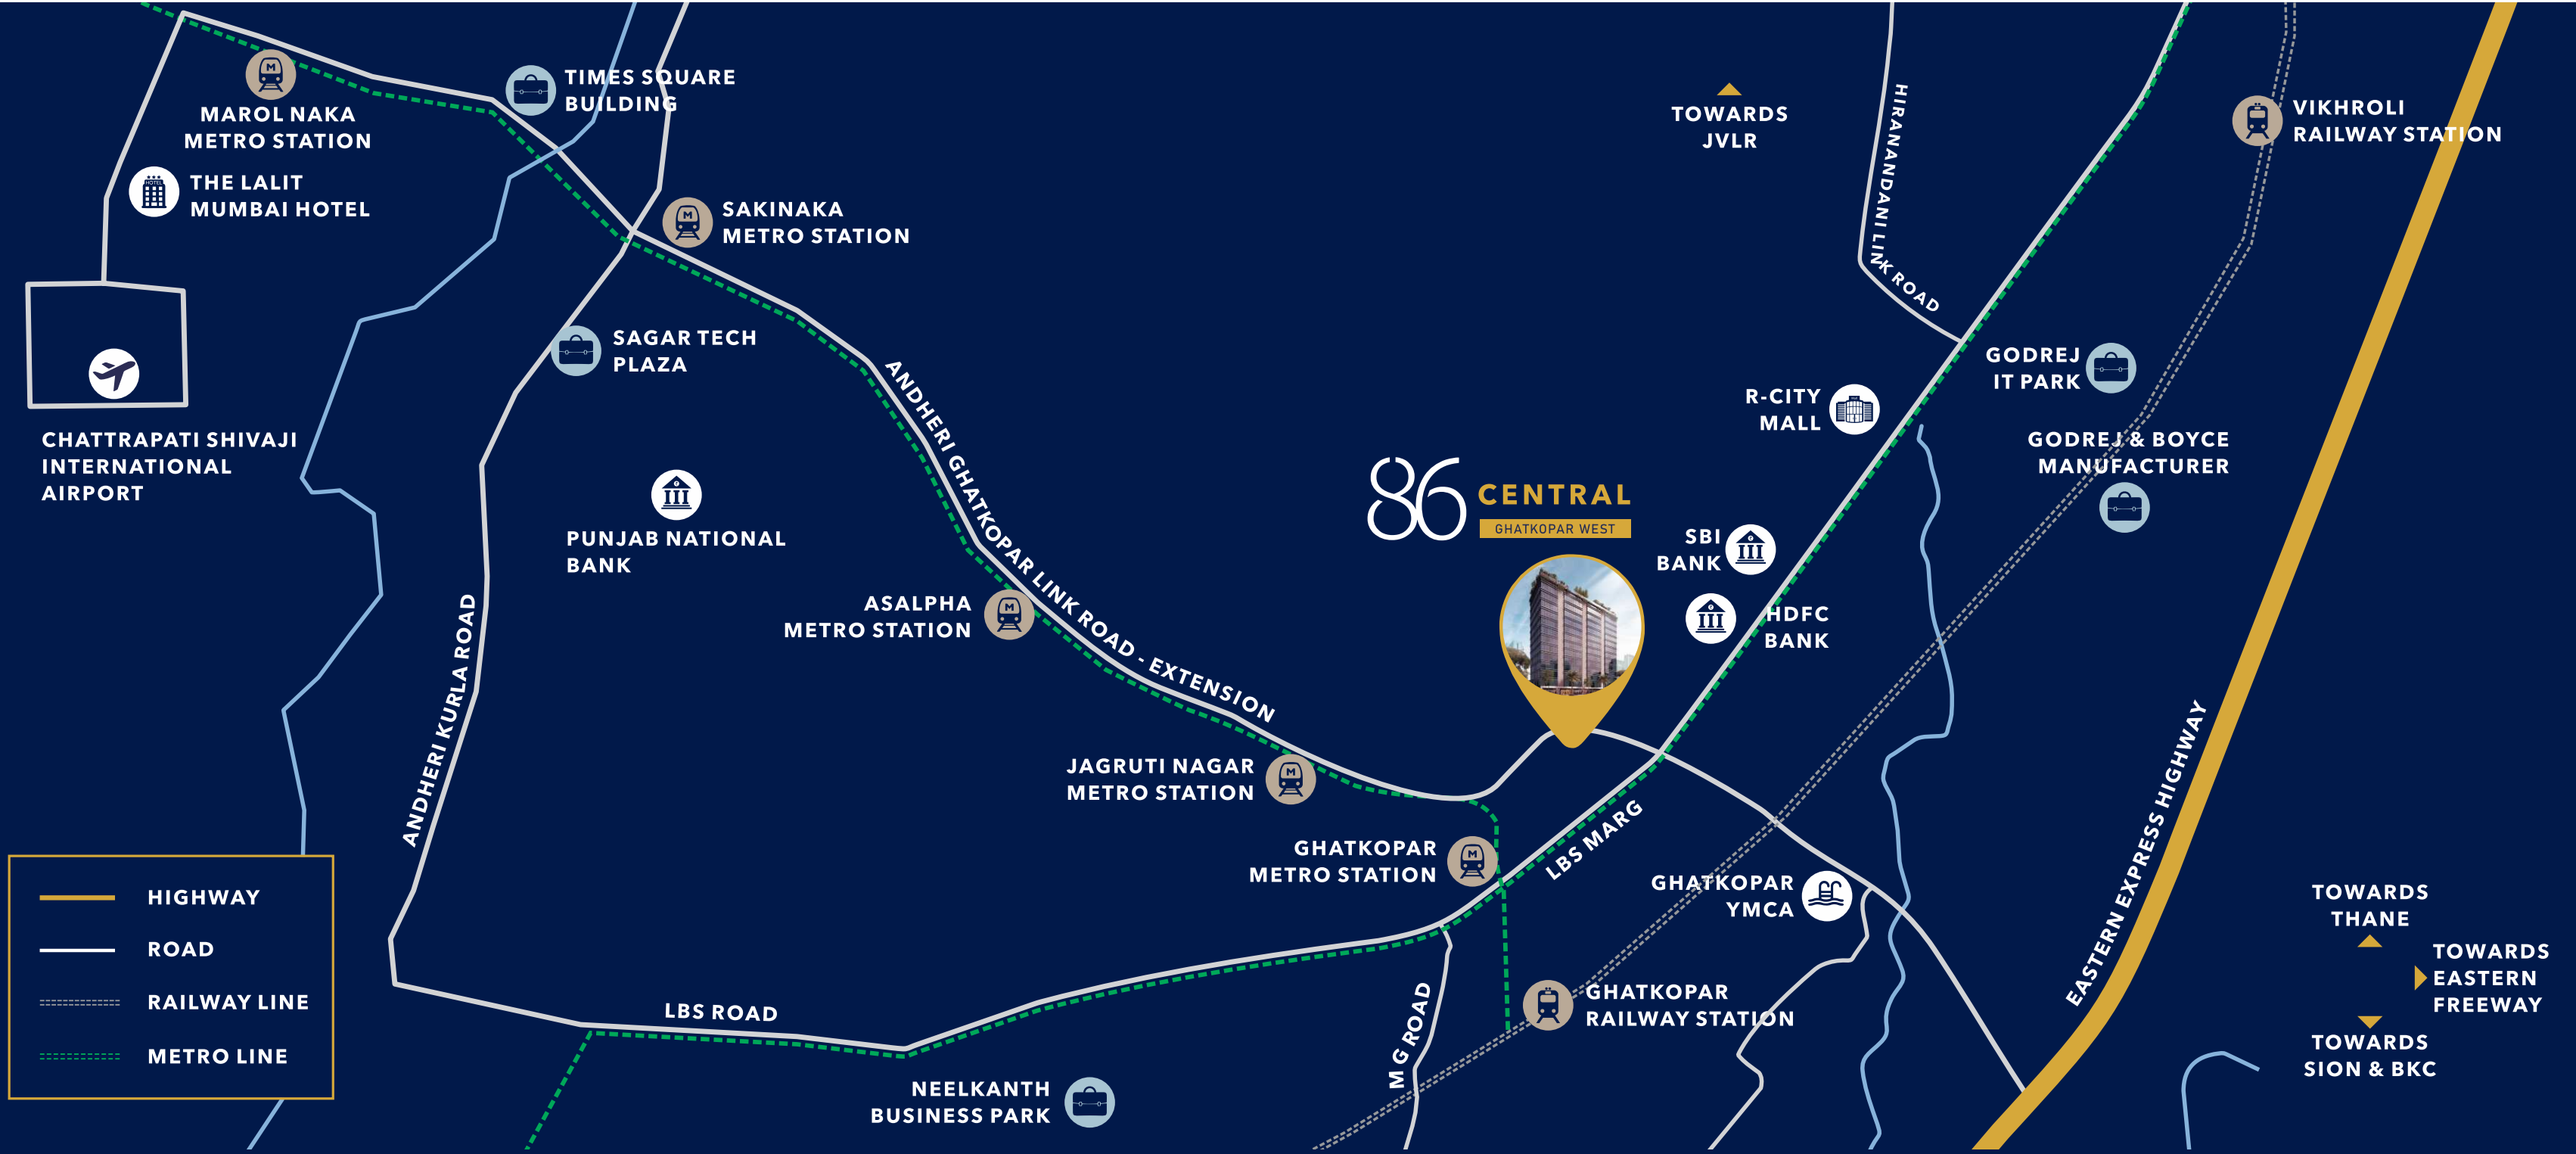 MAROL NAKA
METRO STATION
TIMES SQUARE
BUILDING
THE LALIT
MUMBAI HOTEL
HOTEL
SAKINAKA
METRO STATION
TOWARDS
JVLR
HIRANANDANI LINK ROAD
VIKHROLI
RAILWAY STATION
SAGAR TECH
PLAZA
CHATTRAPATI SHIVAJI
INTERNATIONAL
AIRPORT
ANDHERI GHATKOPAR LINK ROAD - EXTENSION
R-CITY
MALL
GODREJ
IT PARK
GODREJ & BOYCE
MANUFACTURER
PUNJAB NATIONAL
BANK
86 CENTRAL
GHATKOPAR WEST
SBI
BANK
HDFC
BANK
ASALPHA
METRO STATION
ANDHERI KURLA ROAD
JAGRUTI NAGAR
METRO STATION
GHATKOPAR
METRO STATION
LBS MARG
GHATKOPAR
YMCA
EASTERN EXPRESS HIGHWAY
HIGHWAY
ROAD
RAILWAY LINE
METRO LINE
LBS ROAD
M G ROAD
GHATKOPAR
RAILWAY STATION
NEELKANTH
BUSINESS PARK
TOWARDS
THANE
TOWARDS
EASTERN
FREEWAY
TOWARDS
SION & BKC